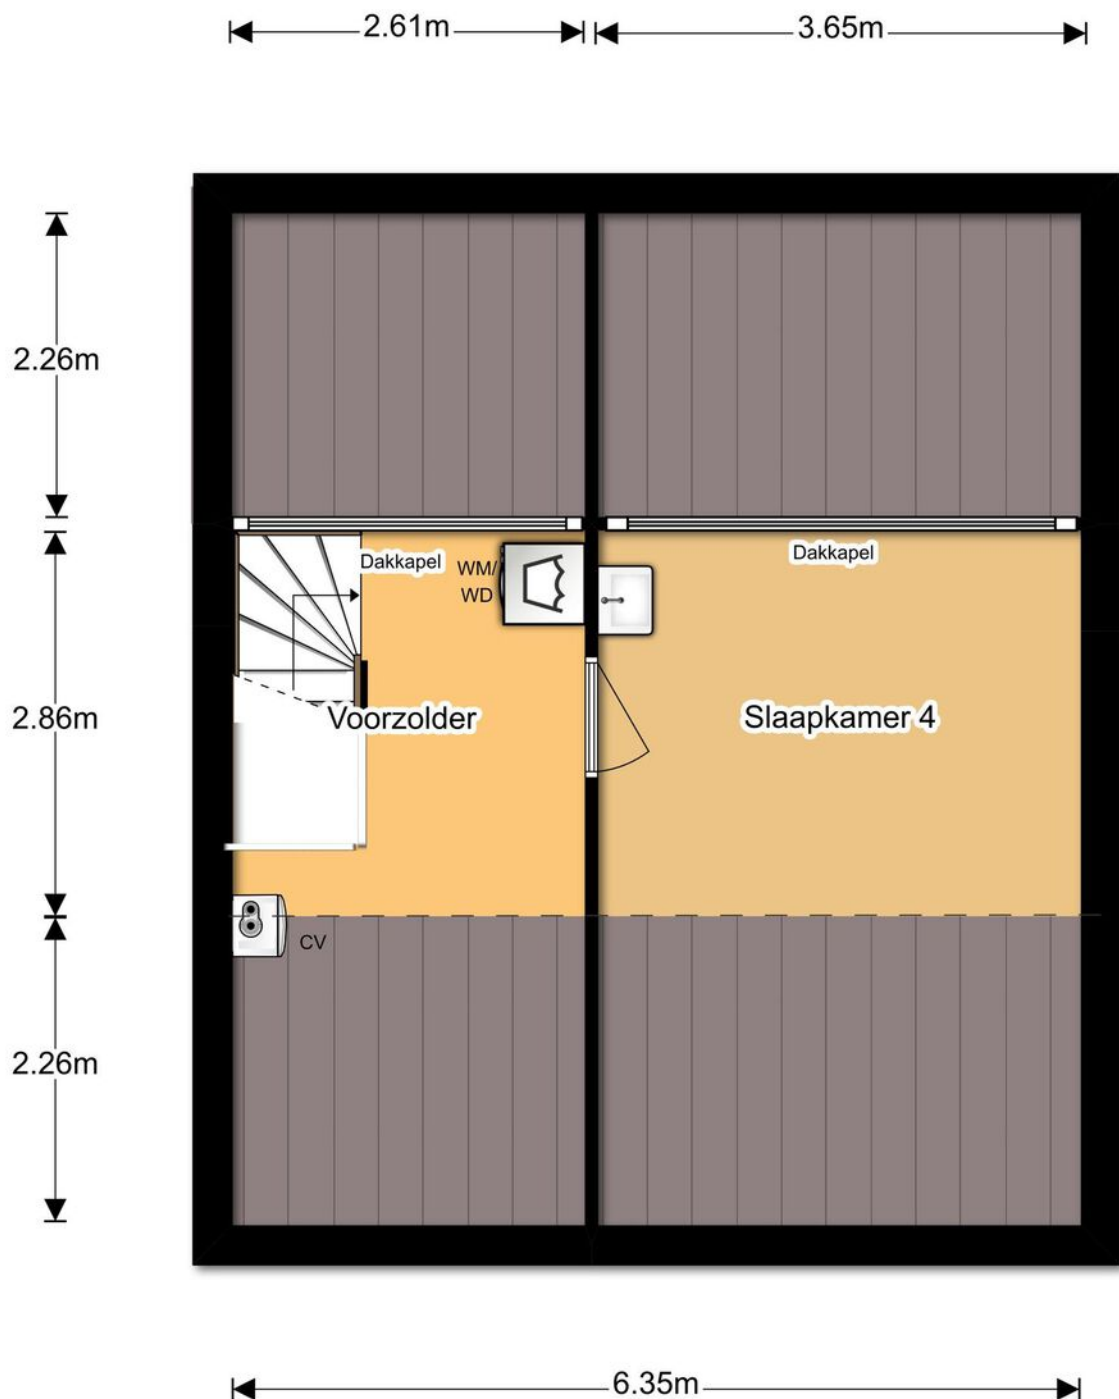 2.61m
3.65m
2.26m
Dakkapel
Dakkapel
WM/
WD
2.86m
Voorzolder
Slaapkamer 4
CV
2.26m
6.35m